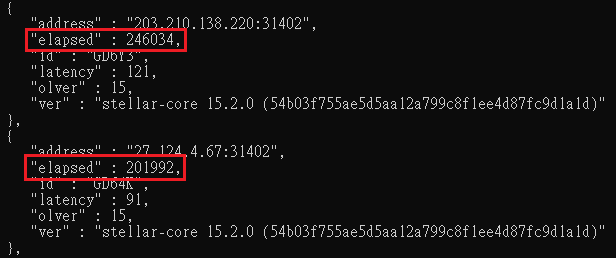 {
"address" : "203.210.138.220:31402",
"elapsed" : 246034,
"id" : "GD6Y3",
"latency" : 121,
"olver" : 15,
"ver" : "stellar-core 15.2.0 (54b03f755ae5d5aa12a799c8f1ee4d87fc9d1a1d)"
},
{
"address" : "27.124.4.67:31402",
"elapsed" : 201992,
"id" : "GD64K",
"latency" : 91,
"olver" : 15,
"ver" : "stellar-core 15.2.0 (54b03f755ae5d5aa12a799c8f1ee4d87fc9d1a1d)"
},